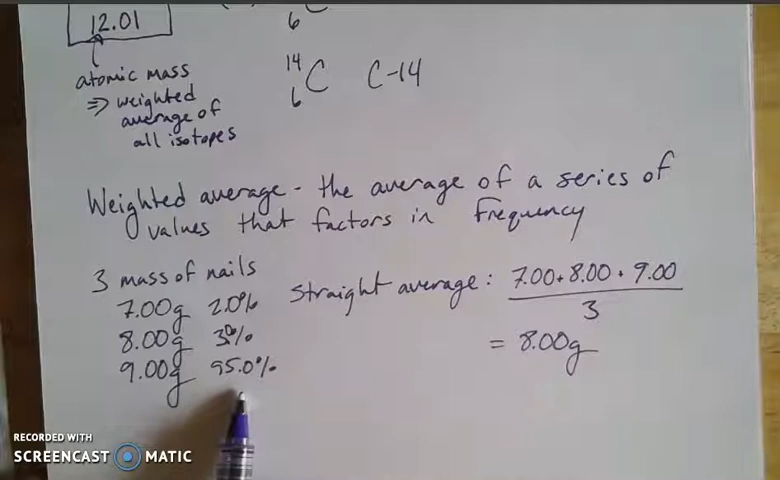 12.01
6
atomic mass
⇒ weighted
average of
all isotopes
14
6 C C-14
Weighted average - the average of a series of
values that factors in frequency
3 mass of nails
7.00g 2.0%
8.00g 3%
9.00g 95.0%
Straight average: 7.00+8.00+9.00
3
= 8.00g
RECORDED WITH
SCREENCAST MATIC